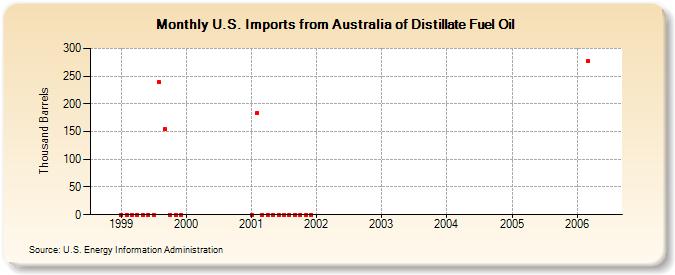 Monthly U.S. Imports from Australia of Distillate Fuel Oil
Thousand Barrels
300
250
200
150
100
50
0
1999 2000 2001 2002 2003 2004 2005 2006
Source: U.S. Energy Information Administration